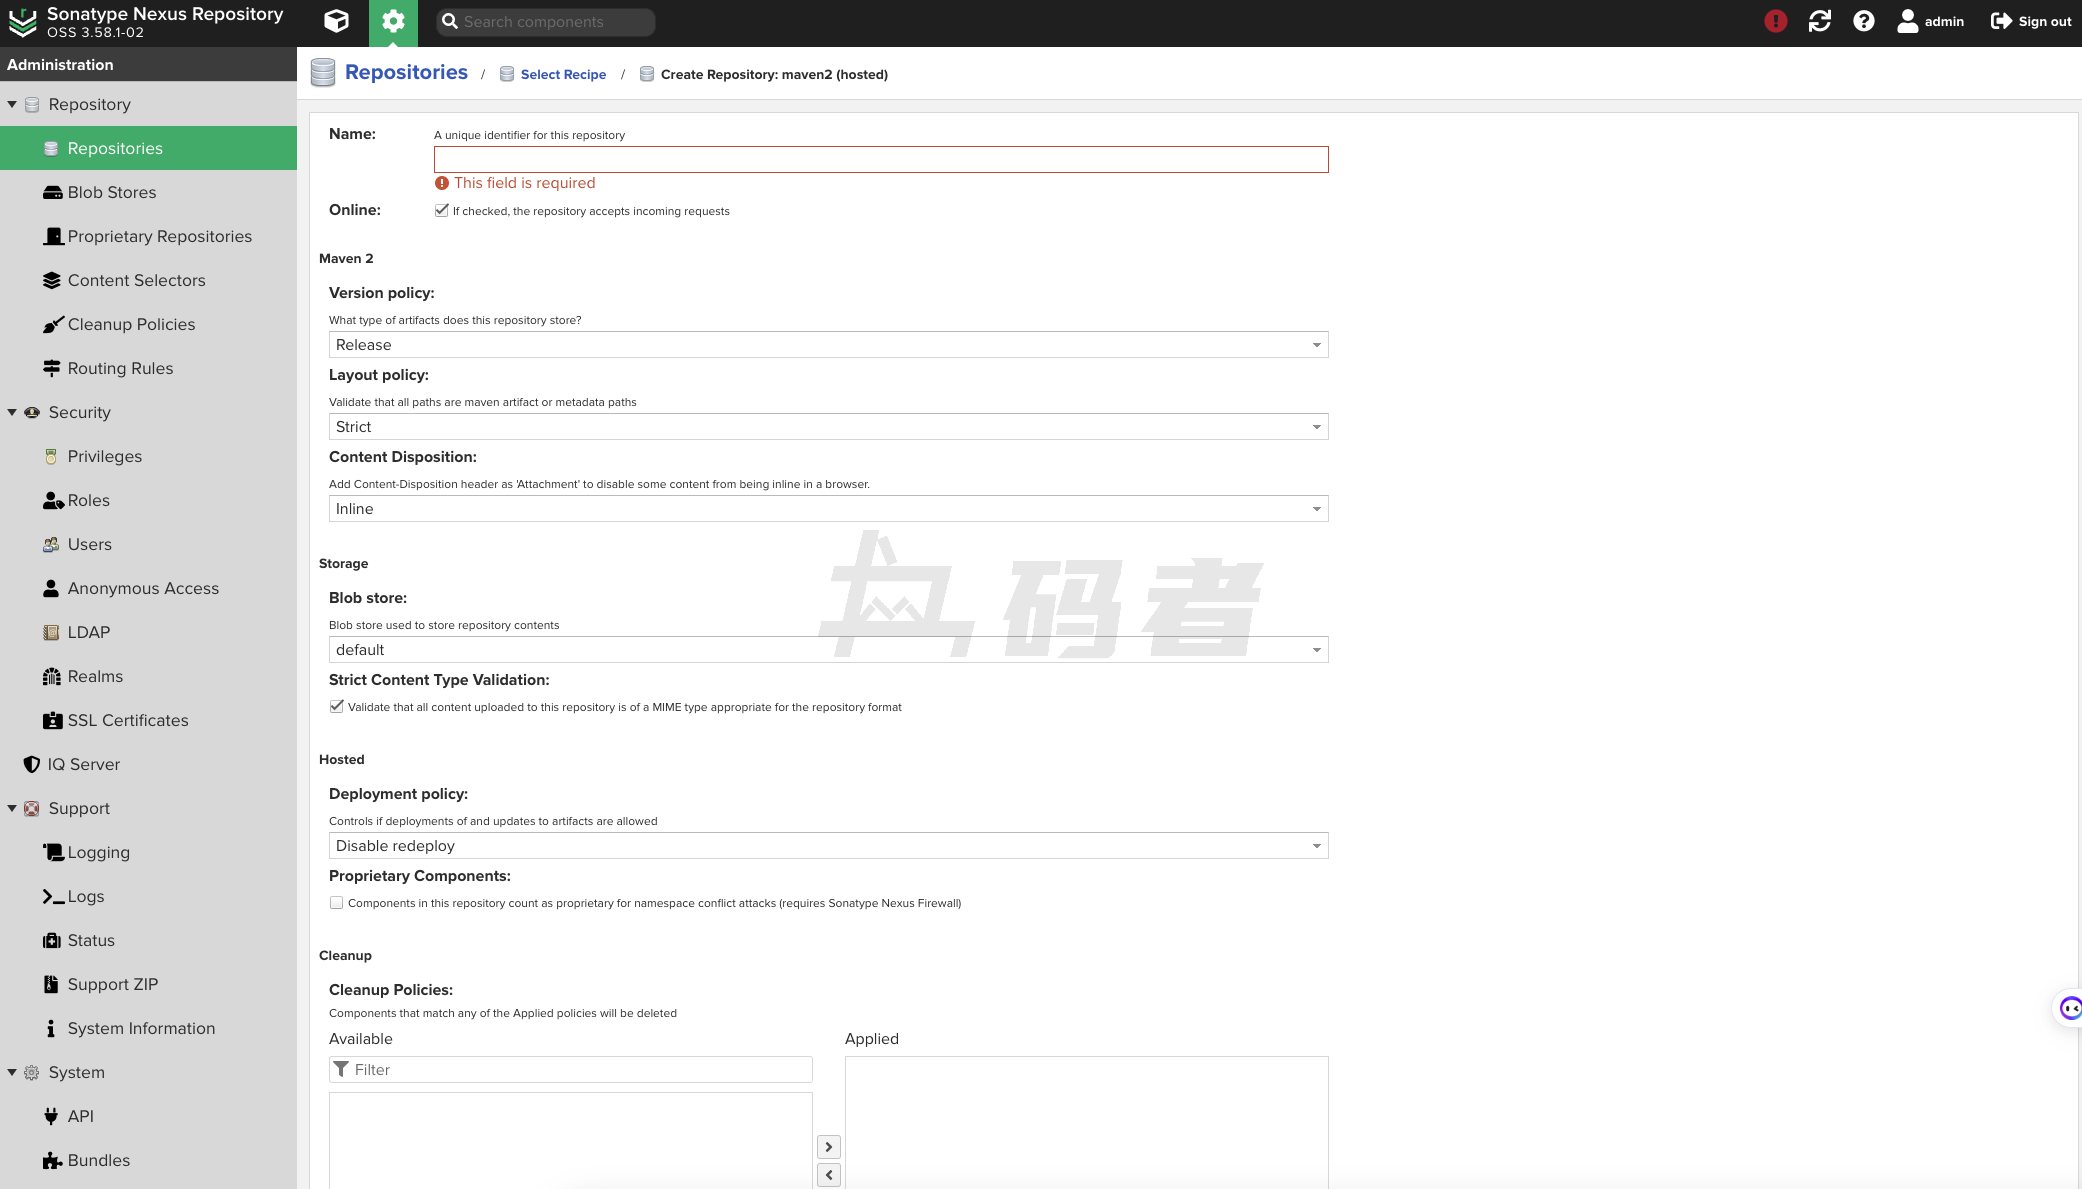 Sonatype Nexus Repository
OSS 3.58.1-02
Search components
admin
Sign out
Administration
Repository
Repositories
Blob Stores
Proprietary Repositories
Content Selectors
Cleanup Policies
Routing Rules
Security
Privileges
Roles
Users
Anonymous Access
LDAP
Realms
SSL Certificates
IQ Server
Support
Logging
Logs
Status
Support ZIP
System Information
System
API
Bundles
Repositories / Select Recipe / Create Repository: maven2 (hosted)
Name:
A unique identifier for this repository
This field is required
Online:
If checked, the repository accepts incoming requests
Maven 2
Version policy:
What type of artifacts does this repository store?
Release
Layout policy:
Validate that all paths are maven artifact or metadata paths
Strict
Content Disposition:
Add Content-Disposition header as 'Attachment' to disable some content from being inline in a browser.
Inline
Storage
Blob store:
Blob store used to store repository contents
default
Strict Content Type Validation:
Validate that all content uploaded to this repository is of a MIME type appropriate for the repository format
Hosted
Deployment policy:
Controls if deployments of and updates to artifacts are allowed
Disable redeploy
Proprietary Components:
Components in this repository count as proprietary for namespace conflict attacks (requires Sonatype Nexus Firewall)
Cleanup
Cleanup Policies:
Components that match any of the Applied policies will be deleted
Available
Filter
Applied
码者